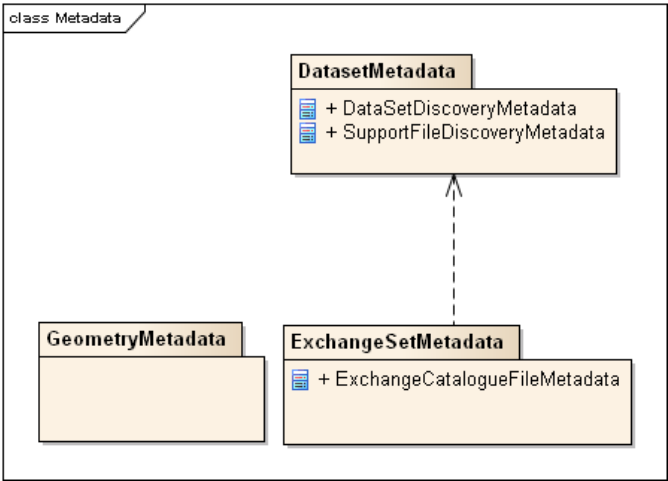 class Metadata
DatasetMetadata
+ DataSetDiscoveryMetadata
+ SupportFileDiscoveryMetadata
GeometryMetadata
ExchangeSetMetadata
+ ExchangeCatalogueFileMetadata